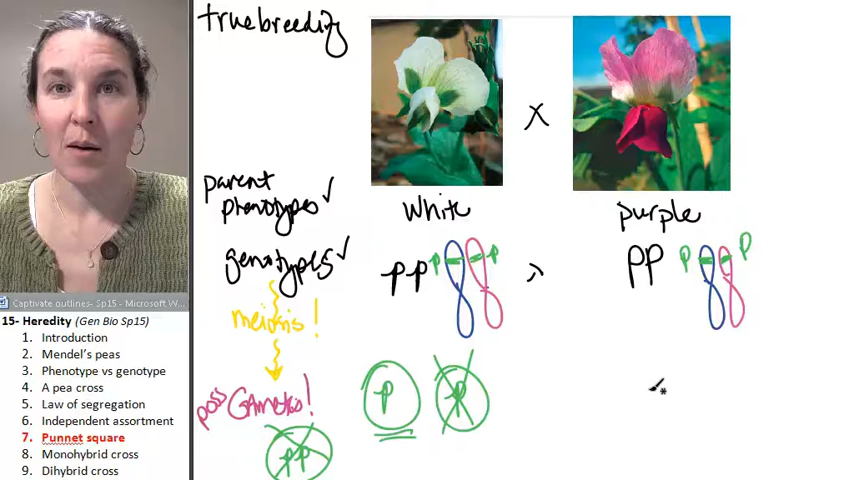 truebreeding
X
parent
phenotypes ✓
White
purple
genotypes ✓
pp
p
p
PP
P
P
meiosis!
poss Gametes!
p
p
pp
Captivate outlines- Sp15 - Microsoft W...
15- Heredity (Gen Bio Sp15)
1. Introduction
2. Mendel's peas
3. Phenotype vs genotype
4. A pea cross
5. Law of segregation
6. Independent assortment
7. Punnet square
8. Monohybrid cross
9. Dihybrid cross